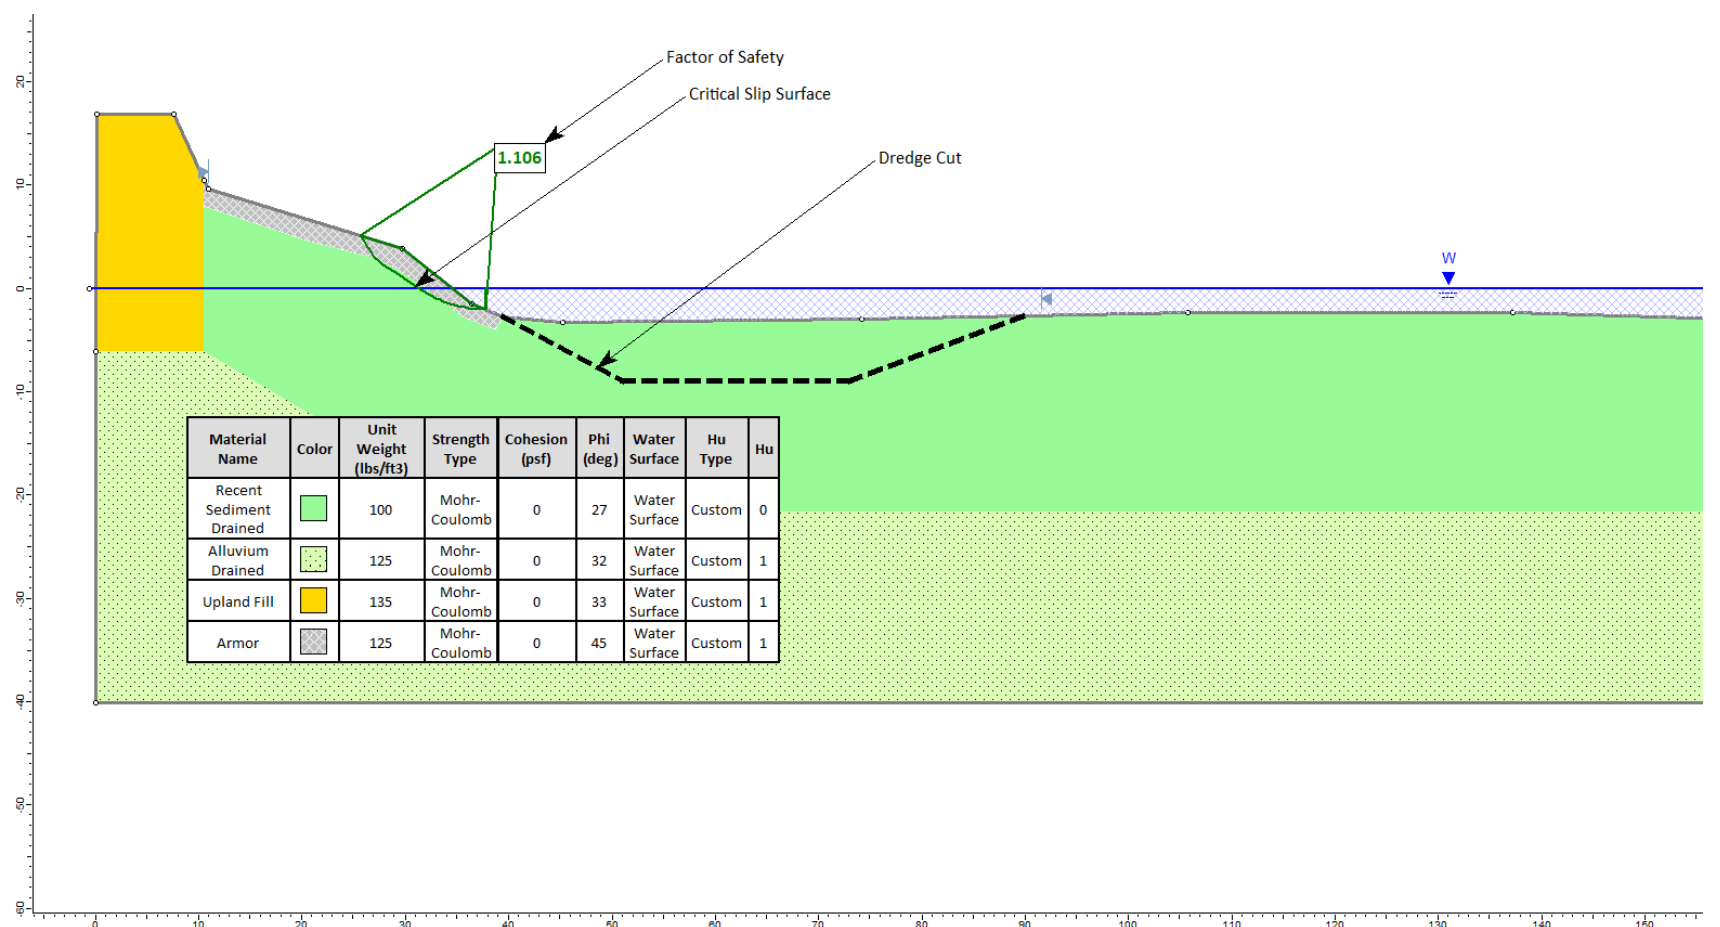 Factor of Safety
Critical Slip Surface
1.106
Dredge Cut
W
20
10
0
-10
-20
-30
-40
-50
-60
Material Name Color Unit Weight (lbs/ft3) Strength Type Cohesion (psf) Phi (deg) Water Surface Hu Type Hu
Recent Sediment Drained 100 Mohr-Coulomb 0 27 Water Surface Custom 0
Alluvium Drained 125 Mohr-Coulomb 0 32 Water Surface Custom 1
Upland Fill 135 Mohr-Coulomb 0 33 Water Surface Custom 1
Armor 125 Mohr-Coulomb 0 45 Water Surface Custom 1
0 10 20 30 40 50 60 70 80 90 100 110 120 130 140 150